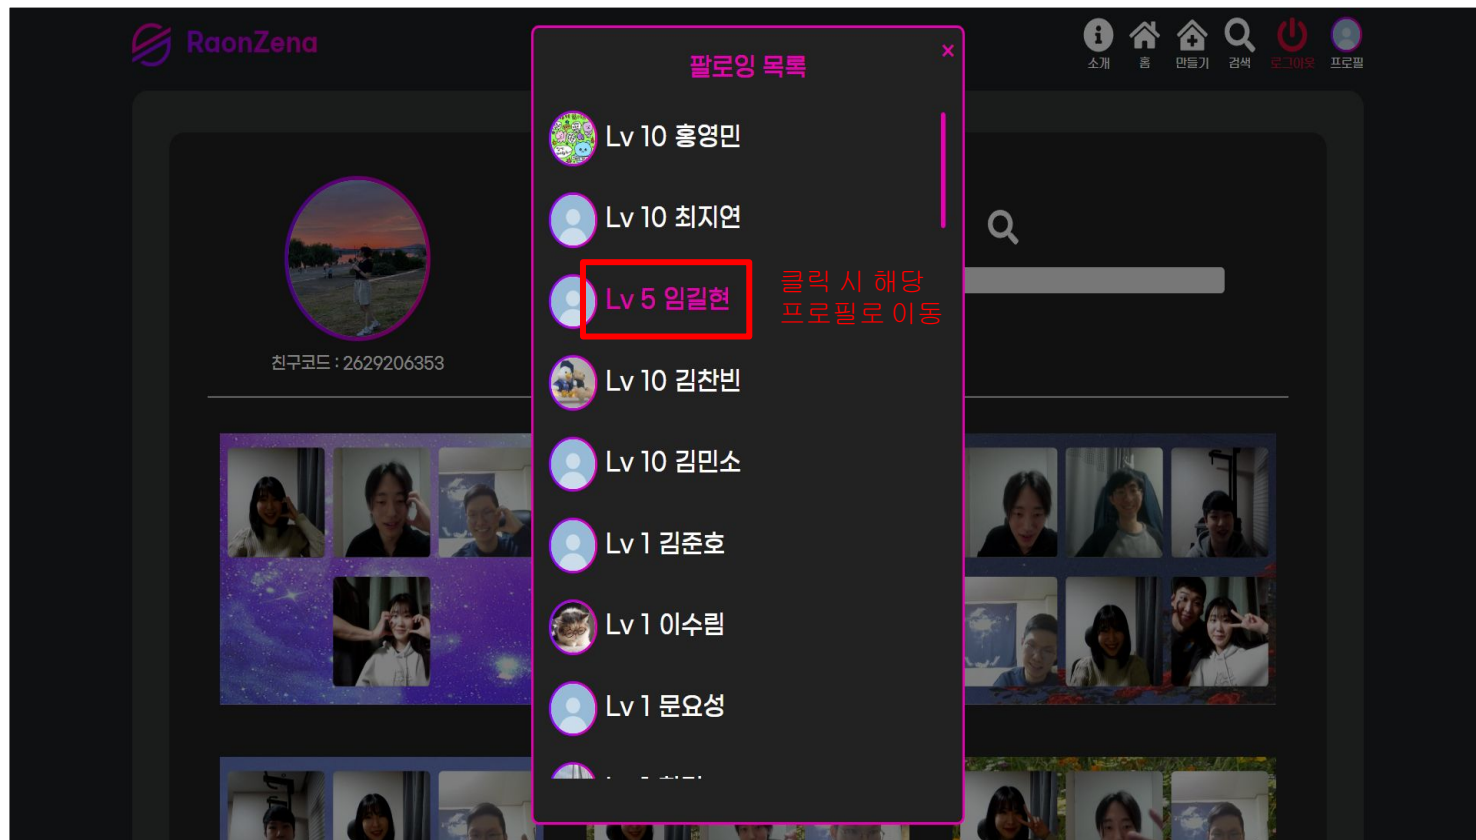 RaonZena
소개
홈
만들기
검색
로그아웃
프로필
팔로잉 목록
×
Lv 10 홍영민
Lv 10 최지연
Lv 5 임길현
클릭 시 해당
프로필로 이동
Lv 10 김찬빈
Lv 10 김민소
Lv 1 김준호
Lv 1 이수림
Lv 1 문요성
친구코드 : 2629206353